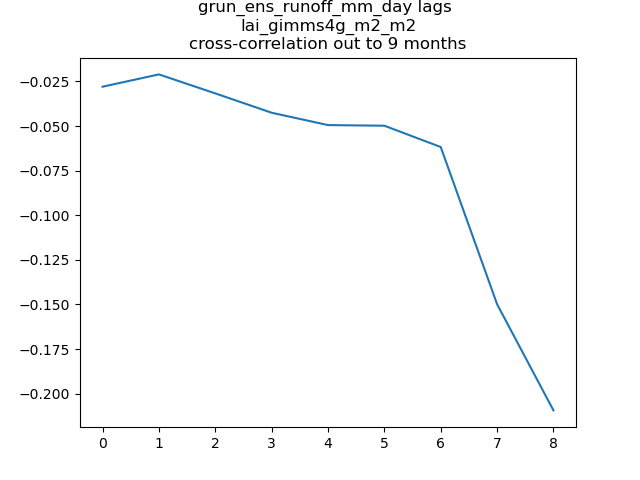 grun_ens_runoff_mm_day lags
lai_gimms4g_m2_m2
cross-correlation out to 9 months
−0.025
−0.050
−0.075
−0.100
−0.125
−0.150
−0.175
−0.200
0 1 2 3 4 5 6 7 8